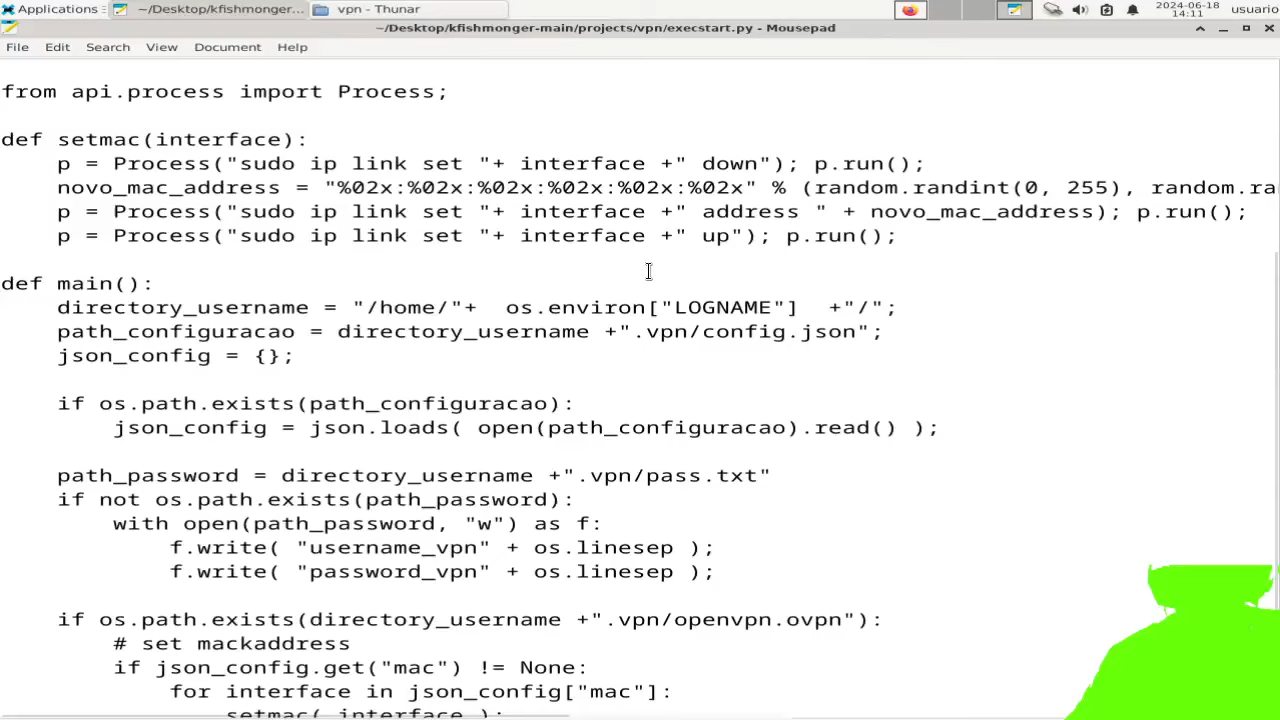 Applications
~/Desktop/kfishmonger...
vpn - Thunar
2024-06-18
14:11
usuario
~/Desktop/kfishmonger-main/projects/vpn/execstart.py - Mousepad
File Edit Search View Document Help
from api.process import Process;
def setmac(interface):
    p = Process("sudo ip link set "+ interface +" down"); p.run();
    novo_mac_address = "%02x:%02x:%02x:%02x:%02x:%02x" % (random.randint(0, 255), random.ra
    p = Process("sudo ip link set "+ interface +" address " + novo_mac_address); p.run();
    p = Process("sudo ip link set "+ interface +" up"); p.run();
def main():
    directory_username = "/home/"+  os.environ["LOGNAME"]  +"/";
    path_configuracao = directory_username +".vpn/config.json";
    json_config = {};
    if os.path.exists(path_configuracao):
        json_config = json.loads( open(path_configuracao).read() );
    path_password = directory_username +".vpn/pass.txt"
    if not os.path.exists(path_password):
        with open(path_password, "w") as f:
            f.write( "username_vpn" + os.linesep );
            f.write( "password_vpn" + os.linesep );
    if os.path.exists(directory_username +".vpn/openvpn.ovpn"):
        # set mackaddress
        if json_config.get("mac") != None:
            for interface in json_config["mac"]:
                setmac( interface );